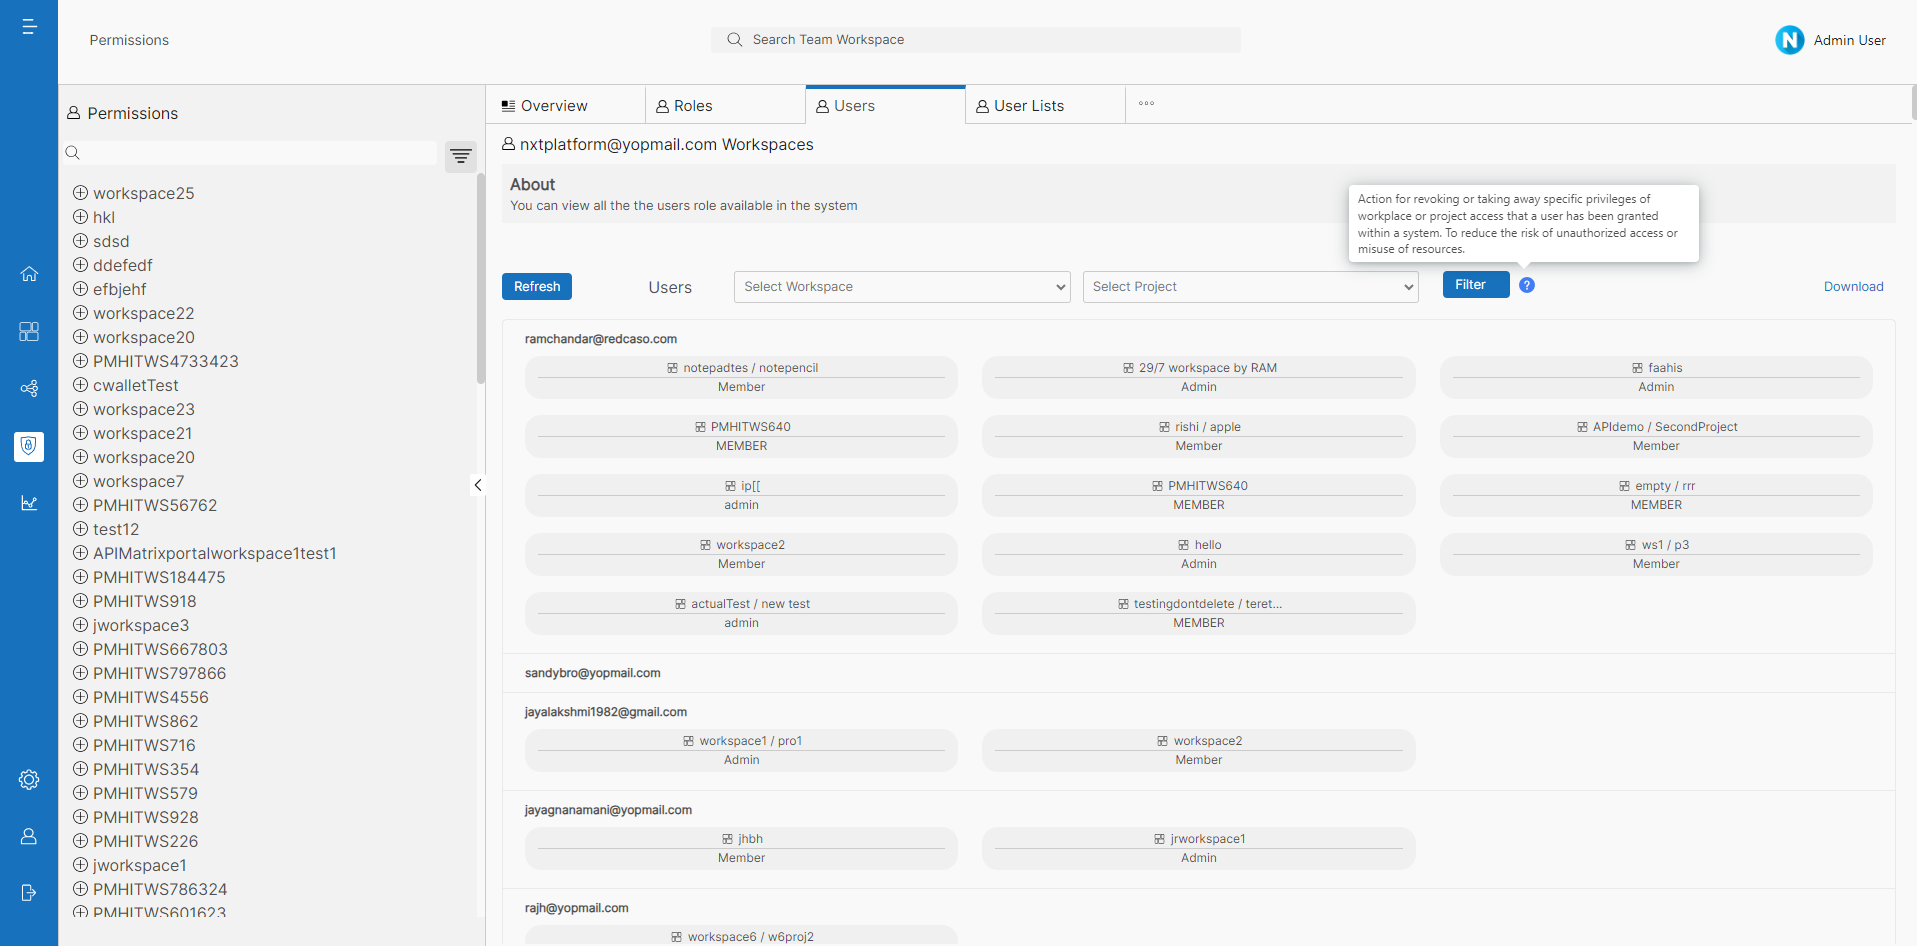 Permissions
Search Team Workspace
N
Admin User
Permissions
workspace25
hkl
sdsd
ddefedf
efbjehf
workspace22
workspace20
PMHITWS4733423
cwalletTest
workspace23
workspace21
workspace20
workspace7
PMHITWS56762
test12
APIMatrixportalworkspace1test1
PMHITWS184475
PMHITWS918
jworkspace3
PMHITWS667803
PMHITWS797866
PMHITWS4556
PMHITWS862
PMHITWS716
PMHITWS354
PMHITWS579
PMHITWS928
PMHITWS226
jworkspace1
PMHITWS786324
PMHITWS601623
Overview
Roles
Users
User Lists
nxtplatform@yopmail.com Workspaces
About
You can view all the the users role available in the system
Action for revoking or taking away specific privileges of
workplace or project access that a user has been granted
within a system. To reduce the risk of unauthorized access or
misuse of resources.
Refresh
Users
Select Workspace
Select Project
Filter
?
Download
ramchandar@redcaso.com
notepadtes / notepencil
Member
29/7 workspace by RAM
Admin
faahis
Admin
PMHITWS640
MEMBER
rishi / apple
Member
APIdemo / SecondProject
Member
ip[[
admin
PMHITWS640
MEMBER
empty / rrr
MEMBER
workspace2
Member
hello
Admin
ws1 / p3
Member
actualTest / new test
admin
testingdontdelete / teret...
MEMBER
sandybro@yopmail.com
jayalakshmi1982@gmail.com
workspace1 / pro1
Admin
workspace2
Member
jayagnanamani@yopmail.com
jhbh
Member
jrworkspace1
Admin
rajh@yopmail.com
workspace6 / w6proj2